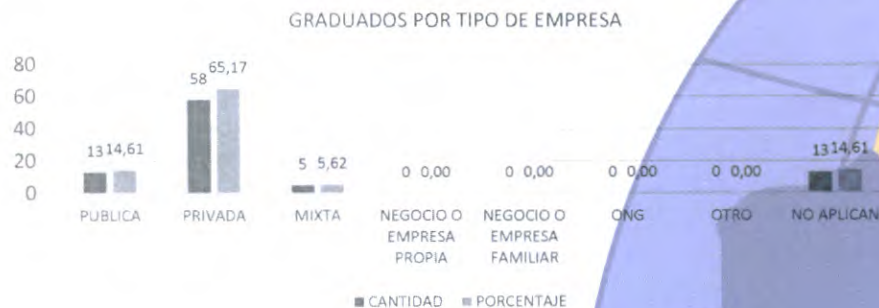 GRADUADOS POR TIPO DE EMPRESA
80
60
40
20
0
13 14,61
58 65,17
5 5,62
0 0,00
0 0,00
0 0,00
0 0,00
13 14,61
PUBLICA
PRIVADA
MIXTA
NEGOCIO O
EMPRESA
PROPIA
NEGOCIO O
EMPRESA
FAMILIAR
ONG
OTRO
NO APLICAN
CANTIDAD
PORCENTAJE